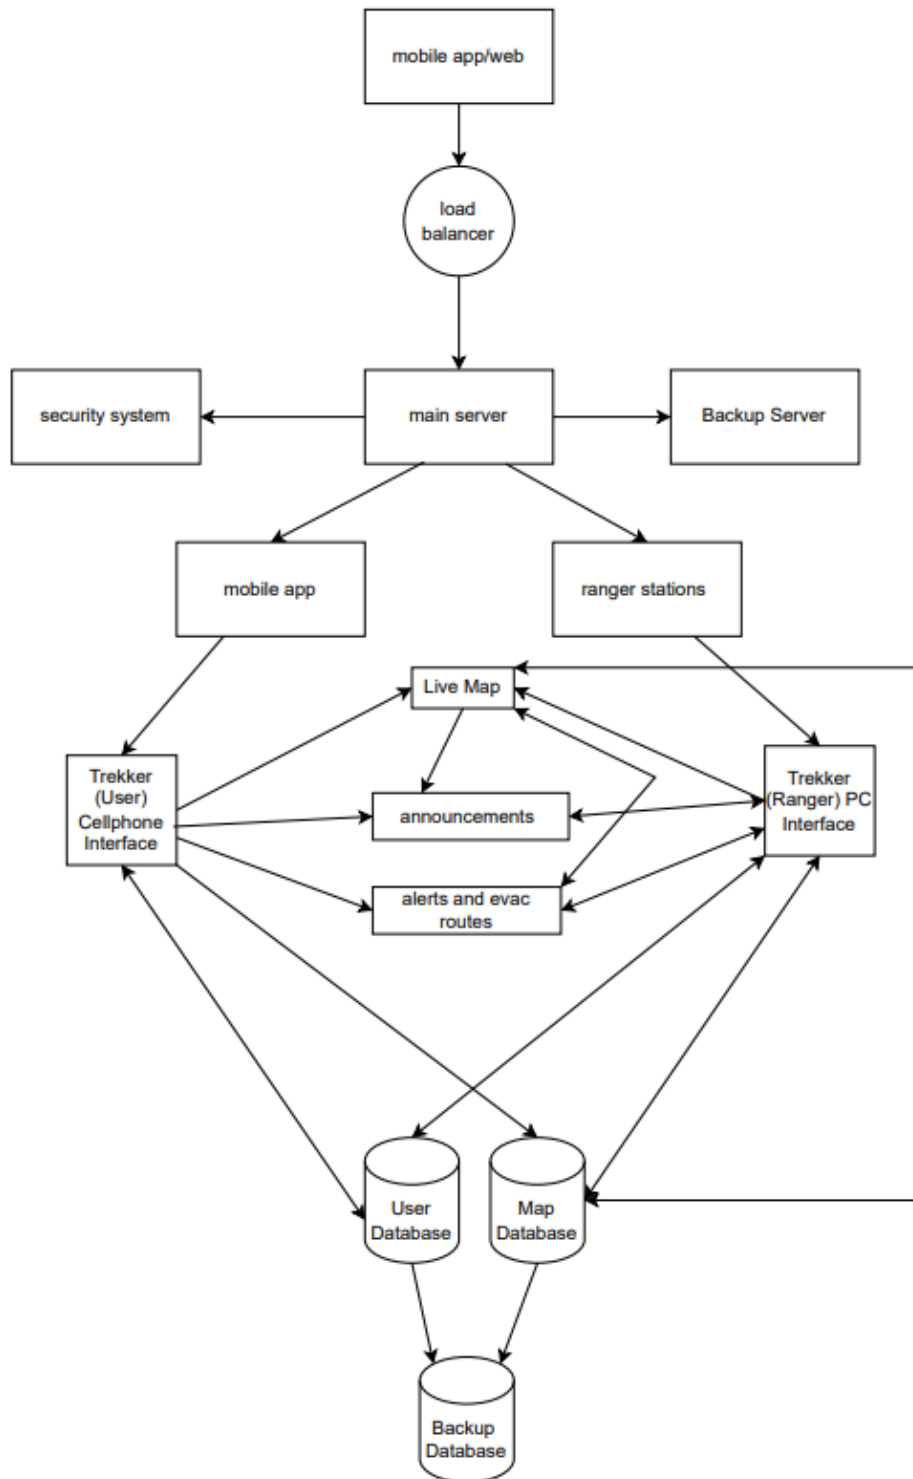 mobile app/web
load
balancer
security system
main server
Backup Server
mobile app
ranger stations
Live Map
Trekker
(User)
Cellphone
Interface
announcements
Trekker
(Ranger) PC
Interface
alerts and evac
routes
User
Database
Map
Database
Backup
Database